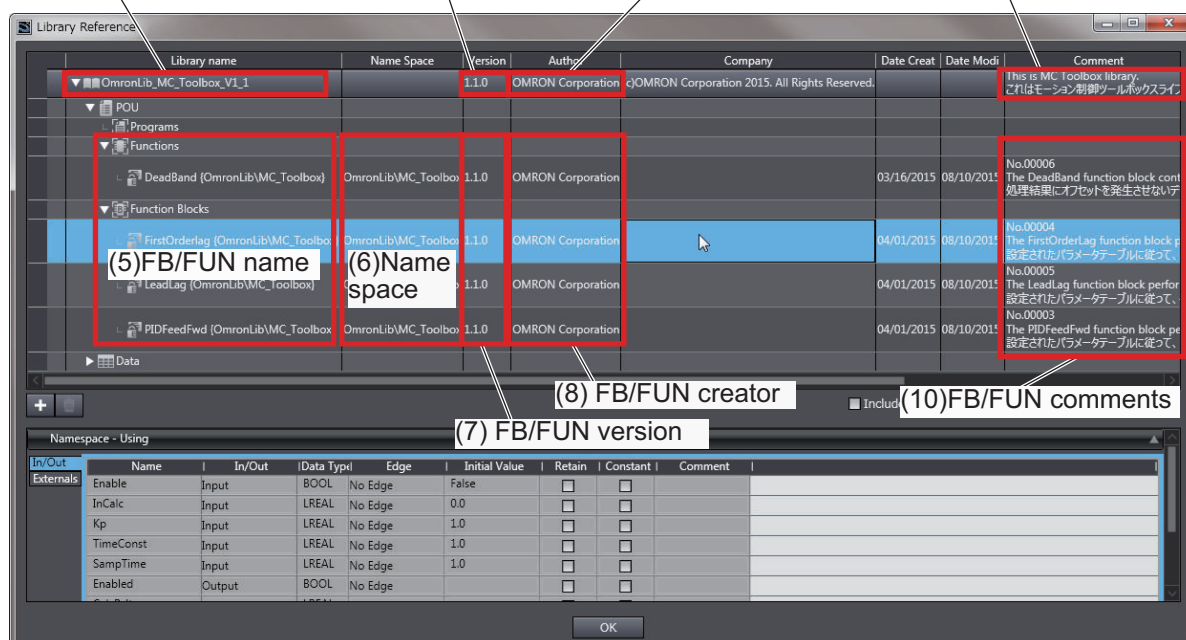 Library Reference
Library name Name Space Version Author Company Date Creat Date Modi Comment
OmronLib_MC_Toolbox_V1_1 1.1.0 OMRON Corporation c)OMRON Corporation 2015. All Rights Reserved. This is MC Toolbox library.
これはモーション制御ツールボックスライブ
POU
Programs
Functions
DeadBand {OmronLib\MC_Toolbox} OmronLib\MC_Toolbox 1.1.0 OMRON Corporation 03/16/2015 08/10/2015 No.00006
The DeadBand function block cont
処理結果にオフセットを発生させないデ
Function Blocks
FirstOrderlag {OmronLib\MC_Toolbox OmronLib\MC_Toolbox 1.1.0 OMRON Corporation 04/01/2015 08/10/2015 No.00004
The FirstOrderLag function block p
設定されたパラメータテーブルに従って、
(5)FB/FUN name
(6)Name space
LeadLag {OmronLib\MC_Toolbox} 1.1.0 OMRON Corporation 04/01/2015 08/10/2015 No.00005
The LeadLag function block perfor
設定されたパラメータテーブルに従って、
PIDFeedFwd {OmronLib\MC_Toolbox OmronLib\MC_Toolbox 1.1.0 OMRON Corporation 04/01/2015 08/10/2015 No.00003
The PIDFeedFwd function block pe
設定されたパラメータテーブルに従って、
Data
(8) FB/FUN creator
Include
(10)FB/FUN comments
(7) FB/FUN version
Namespace - Using
In/Out
Externals
Name In/Out Data Type Edge Initial Value Retain Constant Comment
Enable Input BOOL No Edge False
InCalc Input LREAL No Edge 0.0
Kp Input LREAL No Edge 1.0
TimeConst Input LREAL No Edge 1.0
SampTime Input LREAL No Edge 1.0
Enabled Output BOOL No Edge
OK